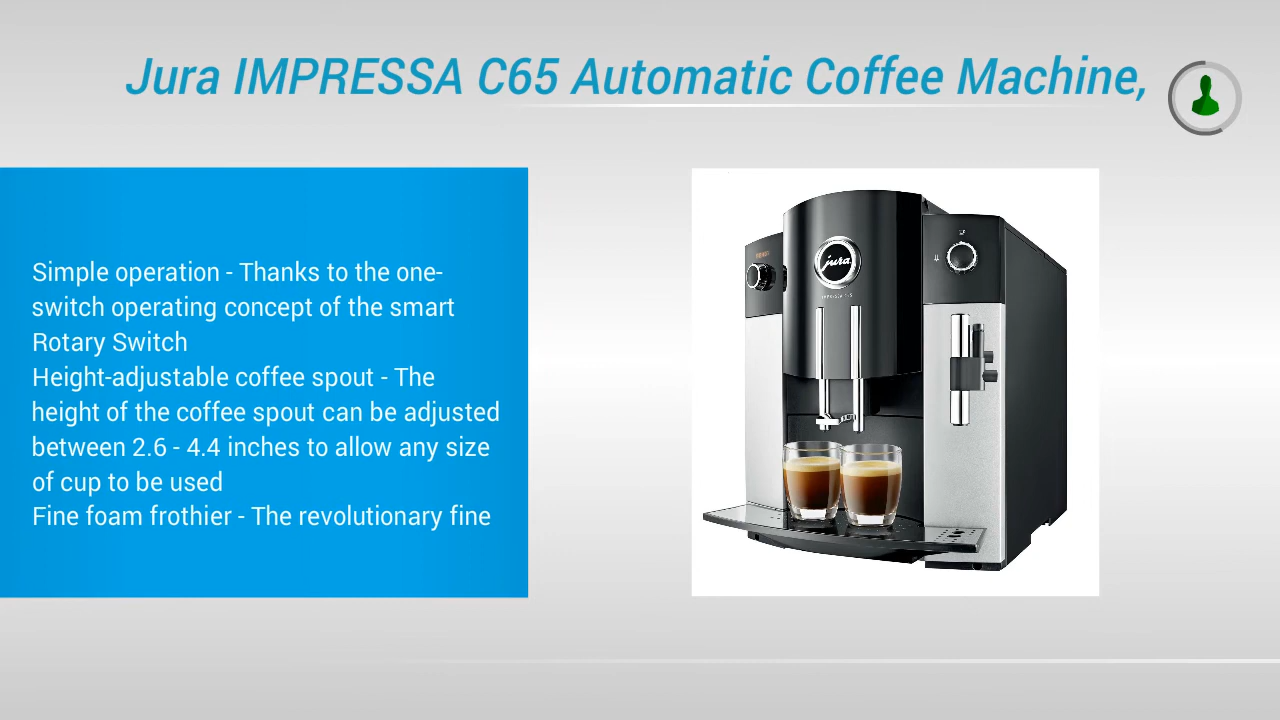 Jura IMPRESSA C65 Automatic Coffee Machine,
Simple operation - Thanks to the one-
switch operating concept of the smart
Rotary Switch
Height-adjustable coffee spout - The
height of the coffee spout can be adjusted
between 2.6 - 4.4 inches to allow any size
of cup to be used
Fine foam frothier - The revolutionary fine
jura